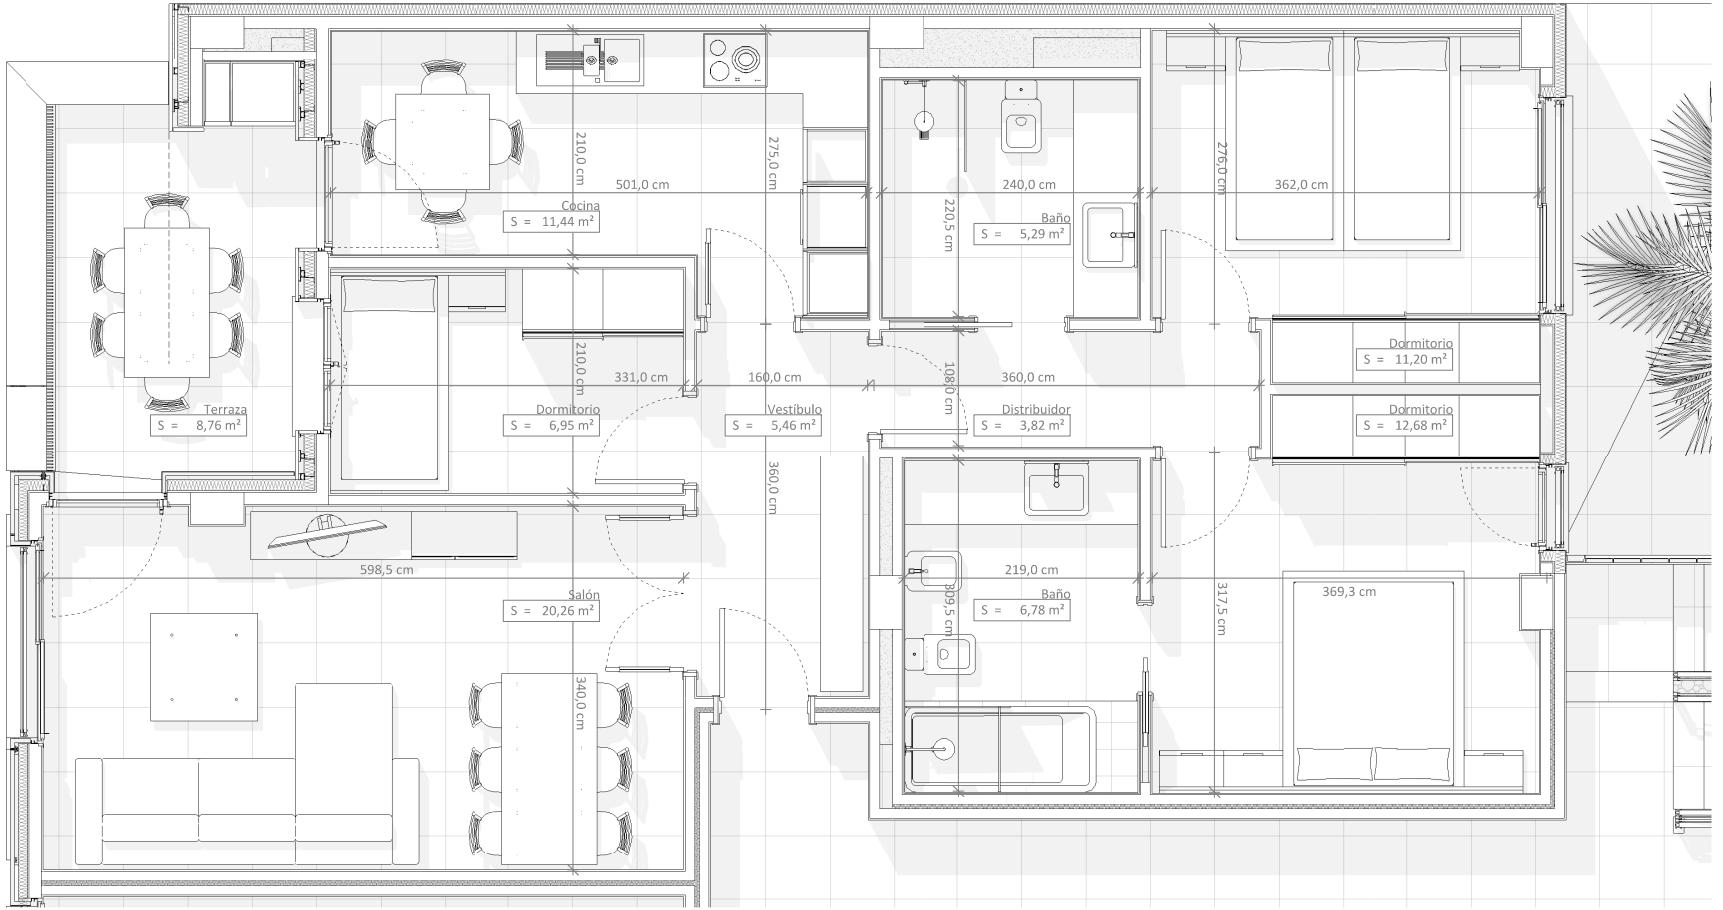 210,0 cm
275,0 cm
276,0 cm
501,0 cm
240,0 cm
362,0 cm
Cocina
S = 11,44 m²
220,5 cm
Baño
S = 5,29 m²
Dormitorio
S = 11,20 m²
210,0 cm
331,0 cm
160,0 cm
108,0 cm
360,0 cm
Terraza
S = 8,76 m²
Dormitorio
S = 6,95 m²
Vestíbulo
S = 5,46 m²
Distribuidor
S = 3,82 m²
Dormitorio
S = 12,68 m²
360,0 cm
598,5 cm
219,0 cm
369,3 cm
Salón
S = 20,26 m²
309,5 cm
Baño
S = 6,78 m²
317,5 cm
340,0 cm